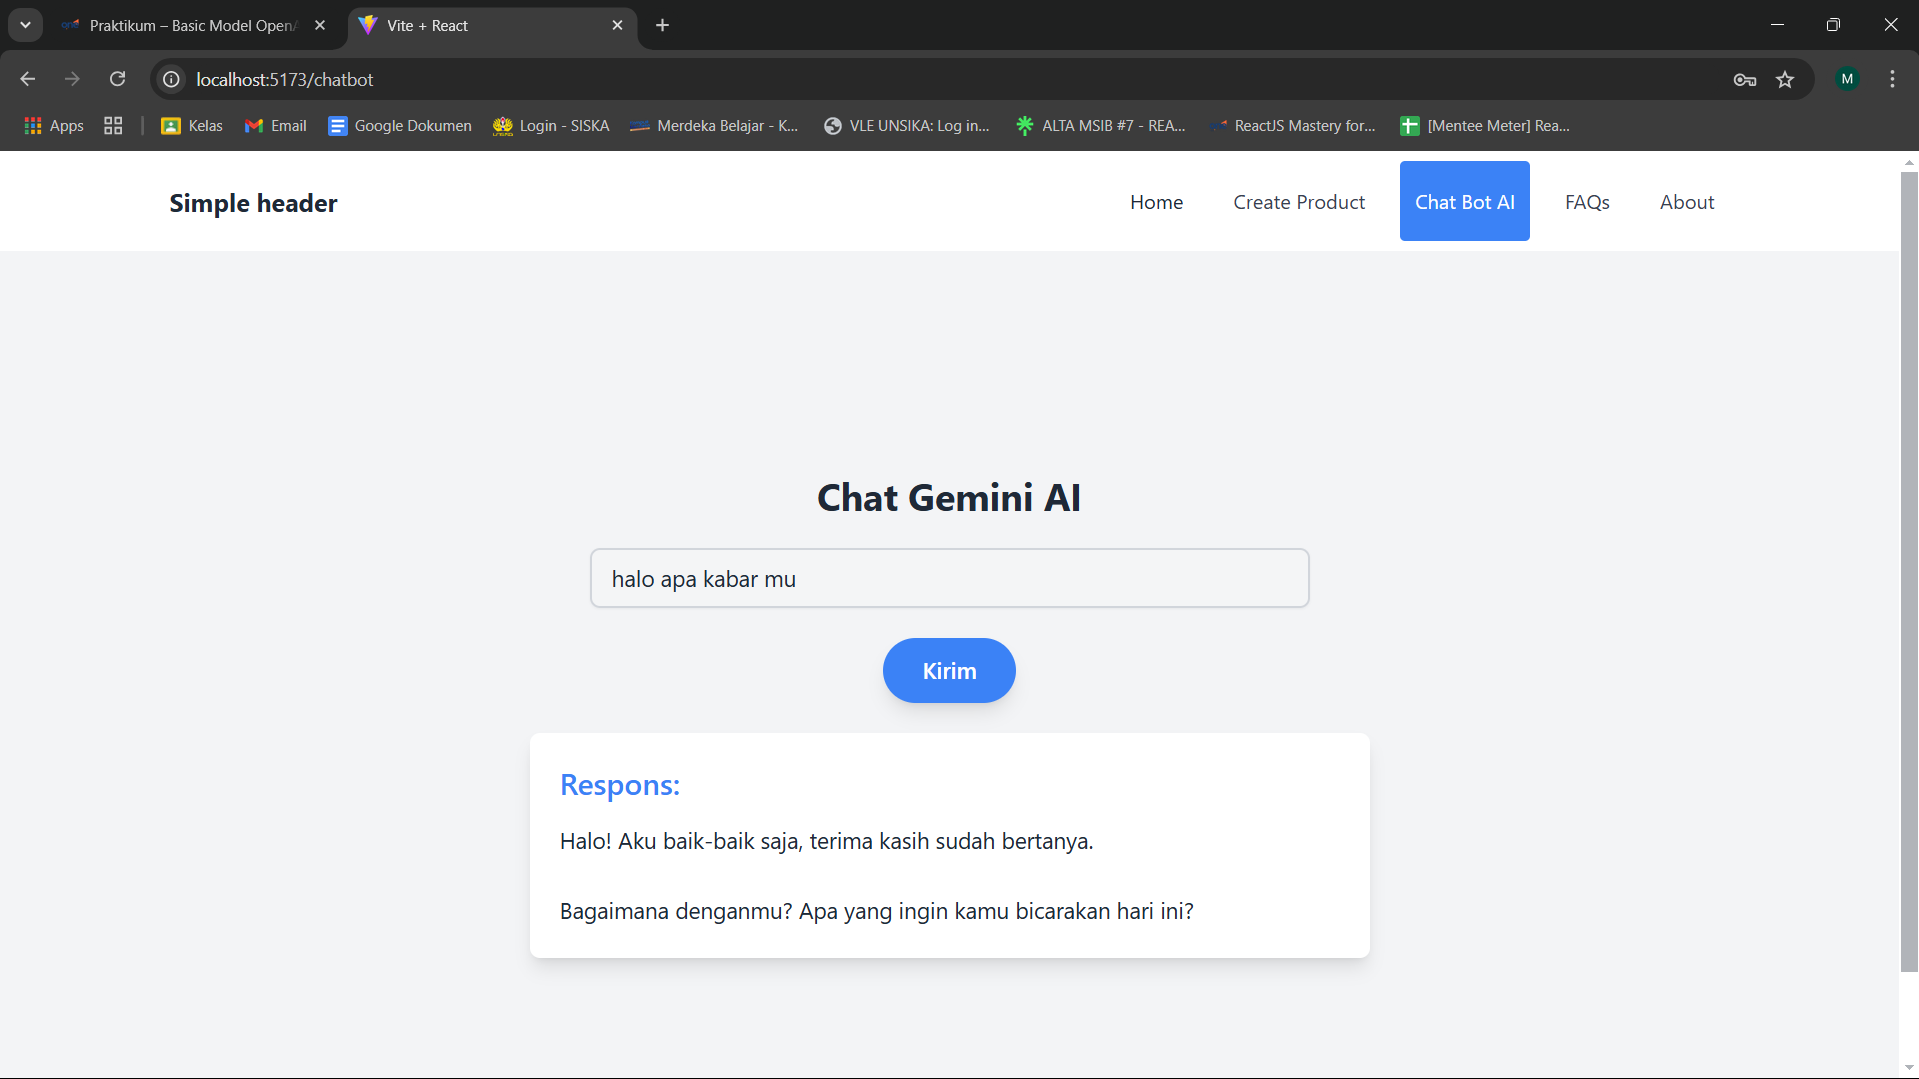 Praktikum – Basic Model OpenA
Vite + React
localhost:5173/chatbot
M
Apps
Kelas
Email
Google Dokumen
Login - SISKA
Merdeka Belajar - K...
VLE UNSIKA: Log in...
ALTA MSIB #7 - REA...
ReactJS Mastery for...
[Mentee Meter] Rea...
Simple header
Home
Create Product
Chat Bot AI
FAQs
About
Chat Gemini AI
halo apa kabar mu
Kirim
Respons:
Halo! Aku baik-baik saja, terima kasih sudah bertanya.
Bagaimana denganmu? Apa yang ingin kamu bicarakan hari ini?